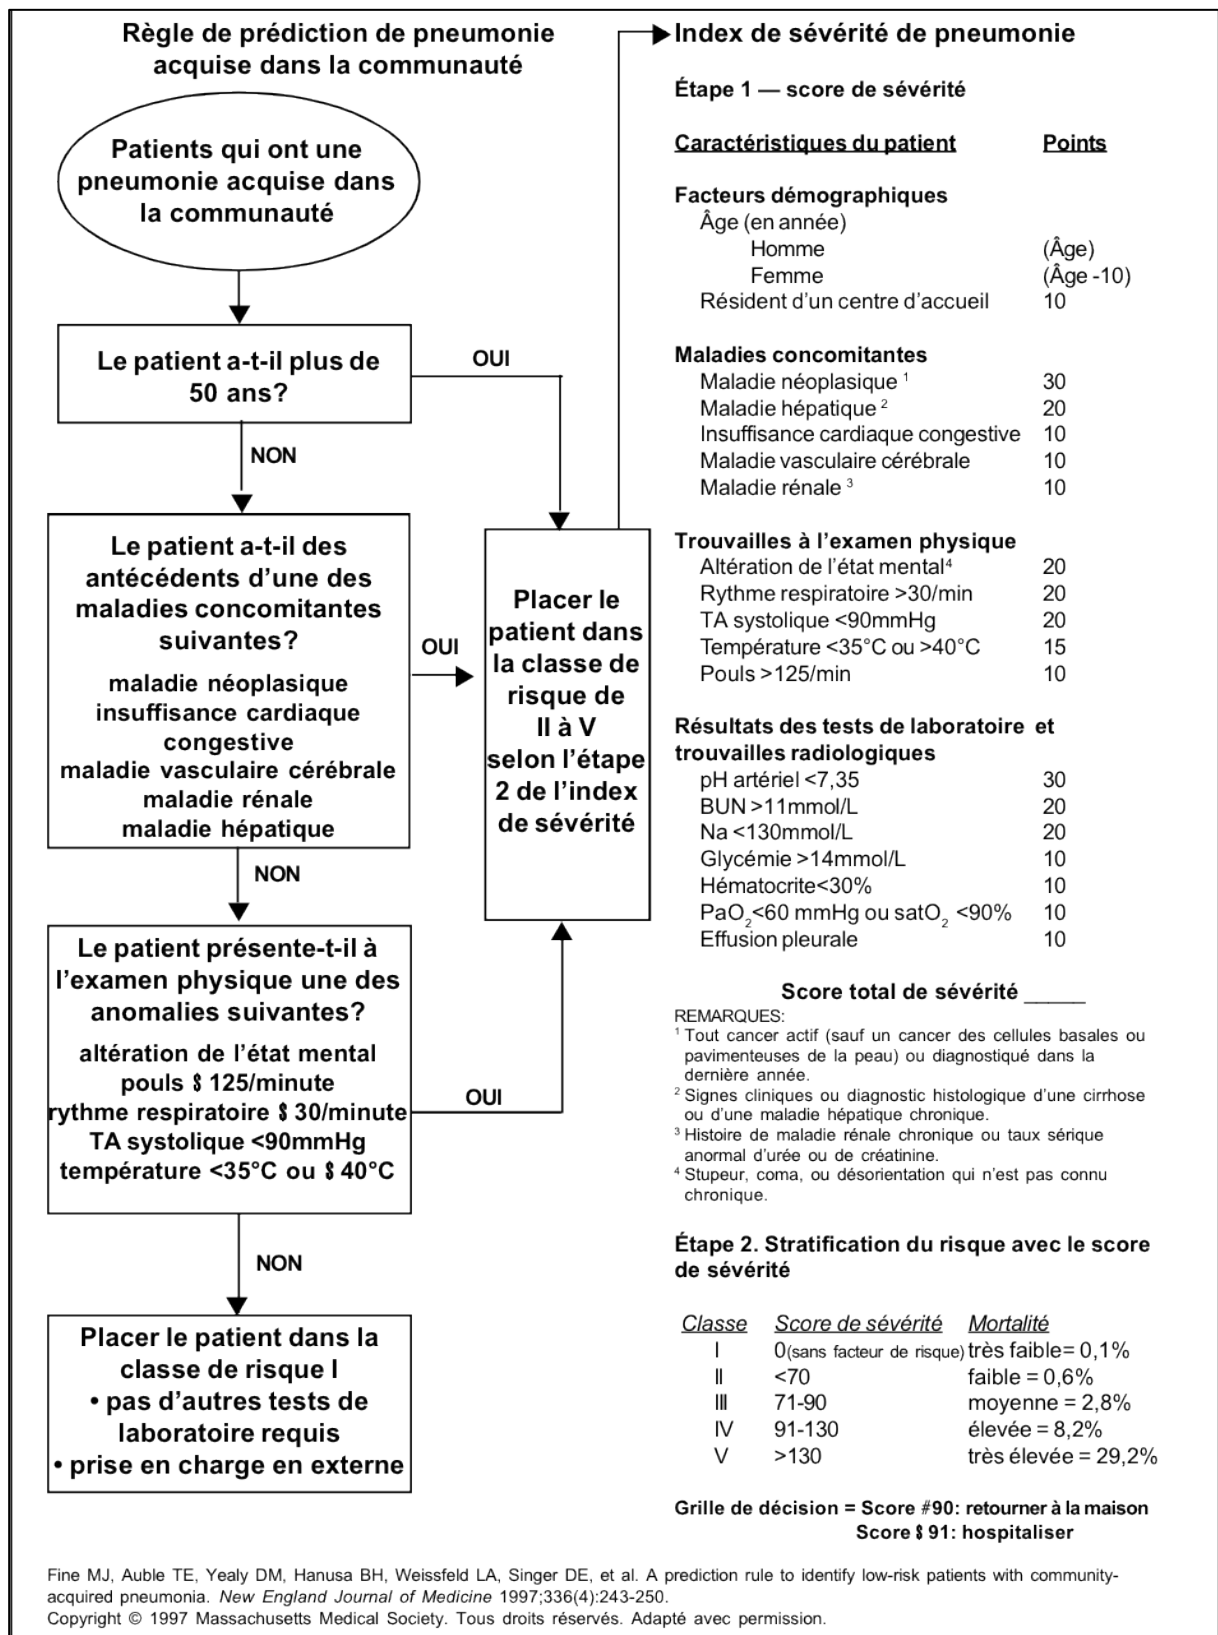 Règle de prédiction de pneumonie
acquise dans la communauté
Patients qui ont une
pneumonie acquise dans
la communauté
Le patient a-t-il plus de
50 ans?
OUI
NON
Le patient a-t-il des
antécédents d'une des
maladies concomitantes
suivantes?
maladie néoplasique
insuffisance cardiaque
congestive
maladie vasculaire cérébrale
maladie rénale
maladie hépatique
OUI
NON
Le patient présente-t-il à
l'examen physique une des
anomalies suivantes?
altération de l'état mental
pouls $ 125/minute
rythme respiratoire $ 30/minute
TA systolique <90mmHg
température <35°C ou $ 40°C
OUI
NON
Placer le patient dans la
classe de risque I
• pas d'autres tests de
laboratoire requis
• prise en charge en externe
Placer le
patient dans
la classe de
risque de
II à V
selon l'étape
2 de l'index
de sévérité
Index de sévérité de pneumonie
Étape 1 — score de sévérité
Caractéristiques du patient Points
Facteurs démographiques
Âge (en année)
Homme (Âge)
Femme (Âge -10)
Résident d'un centre d'accueil 10
Maladies concomitantes
Maladie néoplasique 1 30
Maladie hépatique 2 20
Insuffisance cardiaque congestive 10
Maladie vasculaire cérébrale 10
Maladie rénale 3 10
Trouvailles à l'examen physique
Altération de l'état mental4 20
Rythme respiratoire >30/min 20
TA systolique <90mmHg 20
Température <35°C ou >40°C 15
Pouls >125/min 10
Résultats des tests de laboratoire et
trouvailles radiologiques
pH artériel <7,35 30
BUN >11mmol/L 20
Na <130mmol/L 20
Glycémie >14mmol/L 10
Hématocrite<30% 10
PaO2<60 mmHg ou satO2 <90% 10
Effusion pleurale 10
Score total de sévérité _____
REMARQUES:
1 Tout cancer actif (sauf un cancer des cellules basales ou
pavimenteuses de la peau) ou diagnostiqué dans la
dernière année.
2 Signes cliniques ou diagnostic histologique d'une cirrhose
ou d'une maladie hépatique chronique.
3 Histoire de maladie rénale chronique ou taux sérique
anormal d'urée ou de créatinine.
4 Stupeur, coma, ou désorientation qui n'est pas connu
chronique.
Étape 2. Stratification du risque avec le score
de sévérité
Classe Score de sévérité Mortalité
I 0(sans facteur de risque) très faible= 0,1%
II <70 faible = 0,6%
III 71-90 moyenne = 2,8%
IV 91-130 élevée = 8,2%
V >130 très élevée = 29,2%
Grille de décision = Score #90: retourner à la maison
Score $ 91: hospitaliser
Fine MJ, Auble TE, Yealy DM, Hanusa BH, Weissfeld LA, Singer DE, et al. A prediction rule to identify low-risk patients with community-
acquired pneumonia. New England Journal of Medicine 1997;336(4):243-250.
Copyright © 1997 Massachusetts Medical Society. Tous droits réservés. Adapté avec permission.